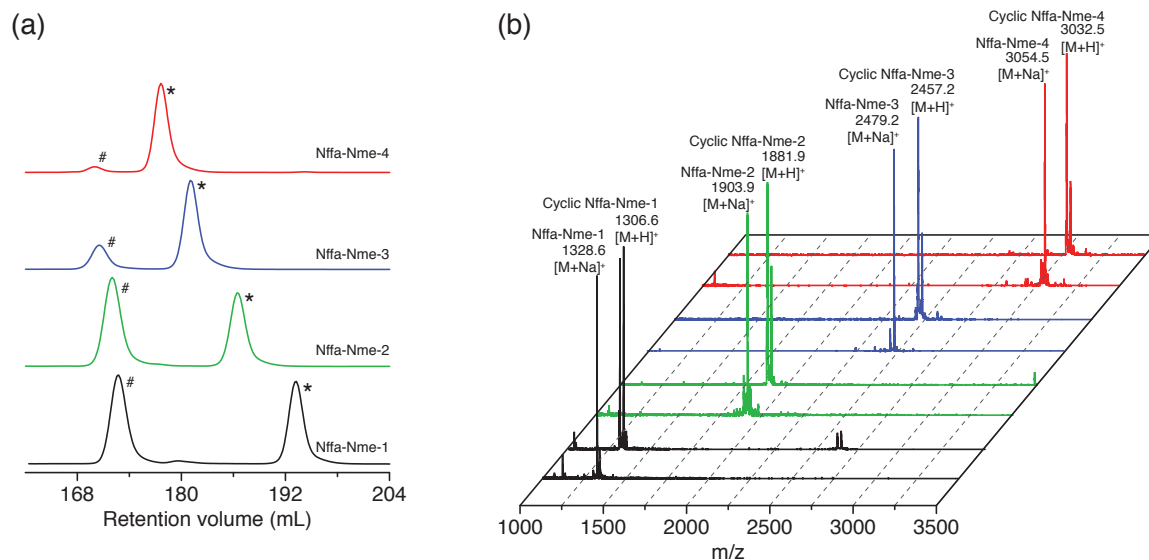 (a)
Nffa-Nme-4
#
*
Nffa-Nme-3
#
*
Nffa-Nme-2
#
*
Nffa-Nme-1
#
*
168 180 192 204
Retention volume (mL)
(b)
Cyclic Nffa-Nme-4
3032.5
[M+H]⁺
Nffa-Nme-4
3054.5
[M+Na]⁺
Cyclic Nffa-Nme-3
2457.2
[M+H]⁺
Nffa-Nme-3
2479.2
[M+Na]⁺
Cyclic Nffa-Nme-2
1881.9
[M+H]⁺
Nffa-Nme-2
1903.9
[M+Na]⁺
Cyclic Nffa-Nme-1
1306.6
[M+H]⁺
Nffa-Nme-1
1328.6
[M+Na]⁺
1000 1500 2000 2500 3000 3500
m/z